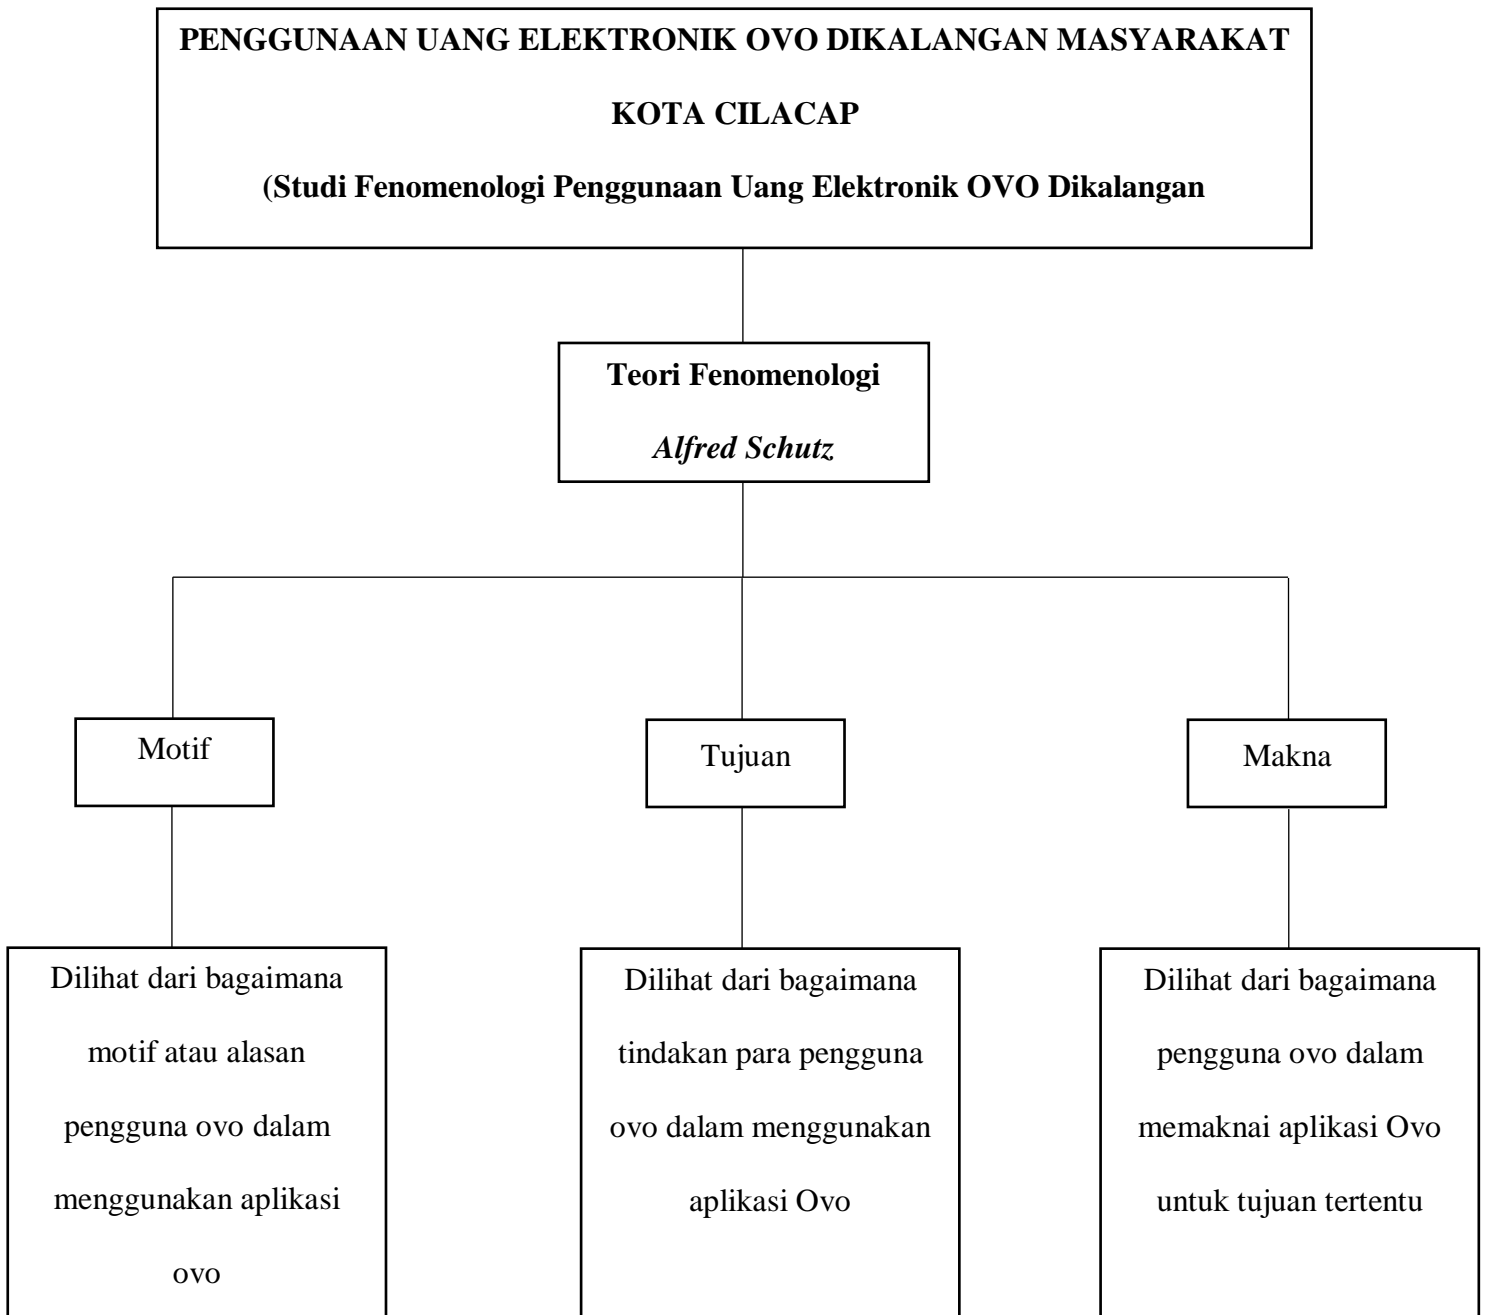 PENGGUNAAN UANG ELEKTRONIK OVO DIKALANGAN MASYARAKAT
KOTA CILACAP
(Studi Fenomenologi Penggunaan Uang Elektronik OVO Dikalangan
Teori Fenomenologi
Alfred Schutz
Motif
Tujuan
Makna
Dilihat dari bagaimana
motif atau alasan
pengguna ovo dalam
menggunakan aplikasi
ovo
Dilihat dari bagaimana
tindakan para pengguna
ovo dalam menggunakan
aplikasi Ovo
Dilihat dari bagaimana
pengguna ovo dalam
memaknai aplikasi Ovo
untuk tujuan tertentu